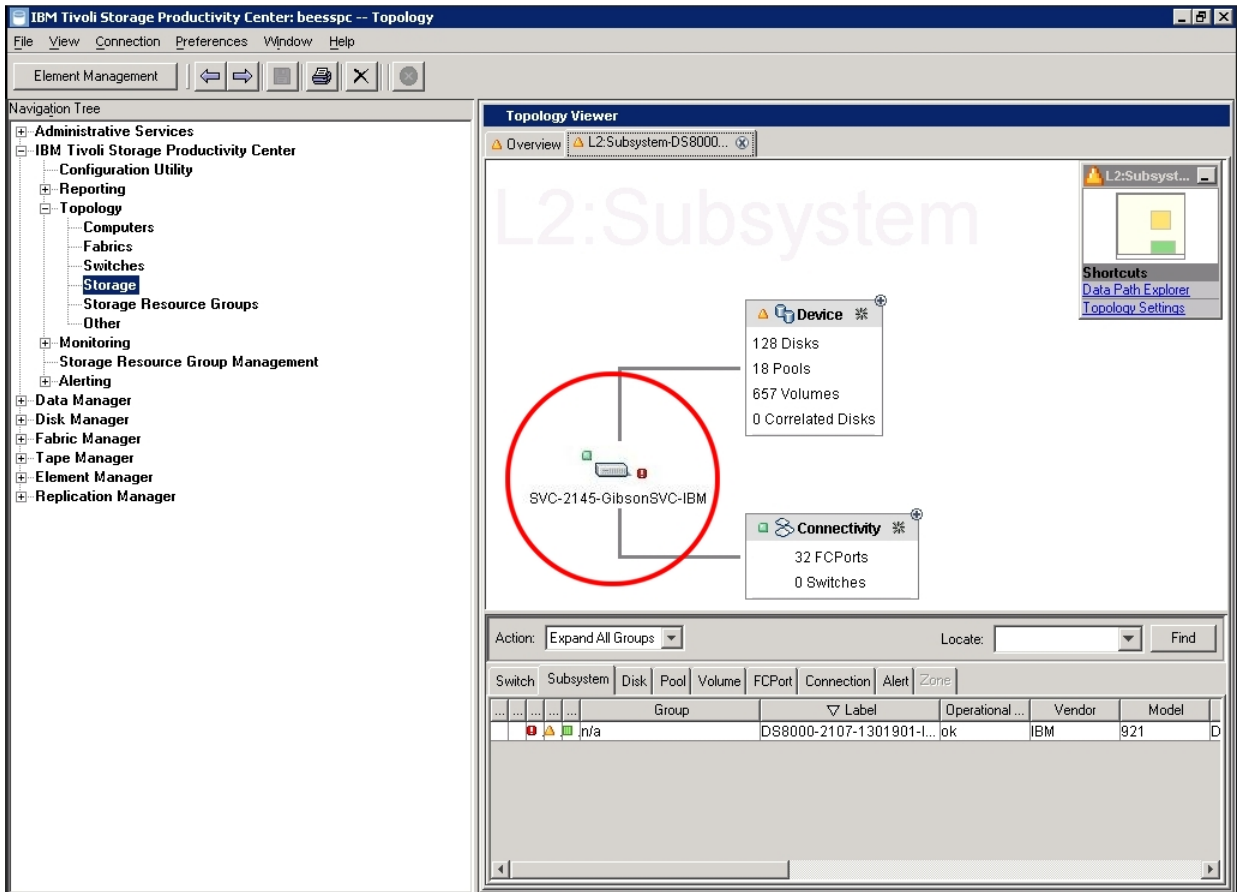 IBM Tivoli Storage Productivity Center: beesspc -- Topology
File View Connection Preferences Window Help
Element Management
Navigation Tree
Administrative Services
IBM Tivoli Storage Productivity Center
Configuration Utility
Reporting
Topology
Computers
Fabrics
Switches
Storage
Storage Resource Groups
Other
Monitoring
Storage Resource Group Management
Alerting
Data Manager
Disk Manager
Fabric Manager
Tape Manager
Element Manager
Replication Manager
Topology Viewer
Overview L2:Subsystem-DS8000...
L2:Subsystem
L2:Subsyst...
Shortcuts
Data Path Explorer
Topology Settings
Device
128 Disks
18 Pools
657 Volumes
0 Correlated Disks
SVC-2145-GibsonSVC-IBM
Connectivity
32 FCPorts
0 Switches
Action: Expand All Groups Locate: Find
Switch Subsystem Disk Pool Volume FCPort Connection Alert Zone
... ... ... ... ... Group Label Operational ... Vendor Model
n/a DS8000-2107-1301901-I... ok IBM 921 D